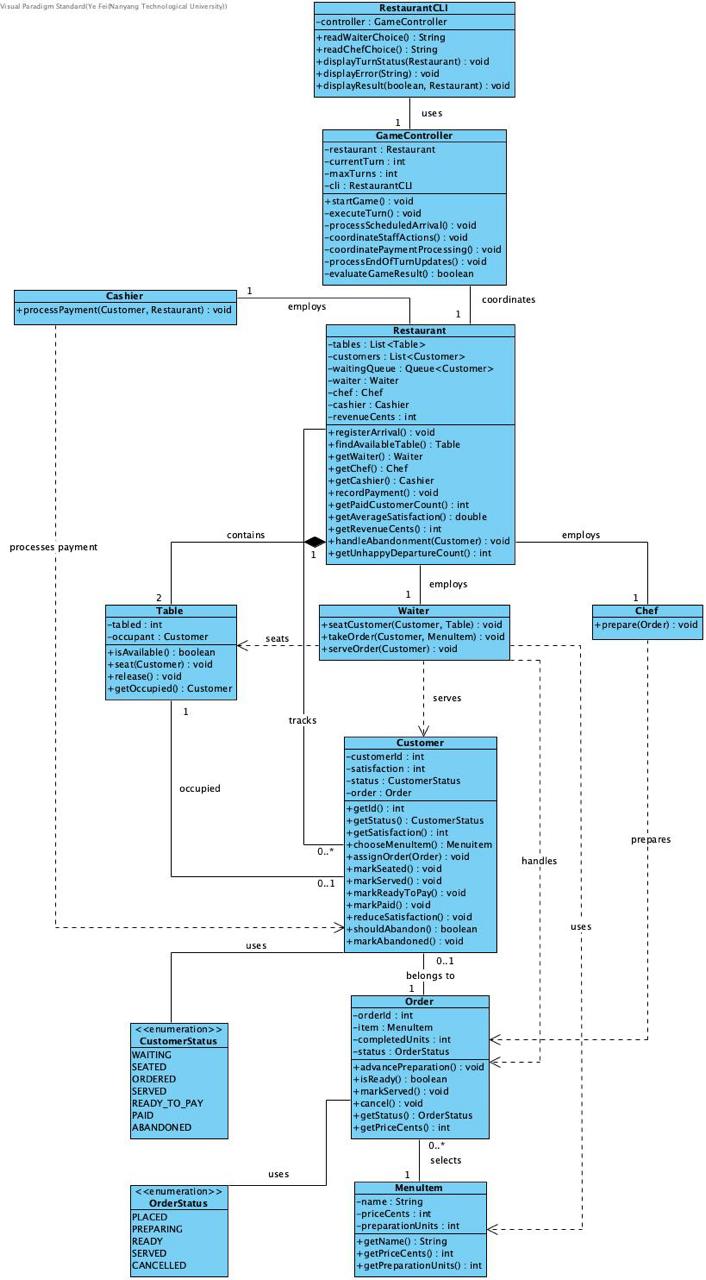 Visual Paradigm Standard(Ye Fei(Nanyang Technological University))
RestaurantCLI
-controller : GameController
+readWaiterChoice() : String
+readChefChoice() : String
+displayTurnStatus(Restaurant) : void
+displayError(String) : void
+displayResult(boolean, Restaurant) : void
uses
1
GameController
-restaurant : Restaurant
-currentTurn : int
-maxTurns : int
-cli : RestaurantCLI
+startGame() : void
-executeTurn() : void
-processScheduledArrival() : void
-coordinateStaffActions() : void
-coordinatePaymentProcessing() : void
-processEndOfTurnUpdates() : void
-evaluateGameResult() : boolean
coordinates
1
Cashier
+processPayment(Customer, Restaurant) : void
1
employs
Restaurant
-tables : List<Table>
-customers : List<Customer>
-waitingQueue : Queue<Customer>
-waiter : Waiter
-chef : Chef
-cashier : Cashier
-revenueCents : int
+registerArrival() : void
+findAvailableTable() : Table
+getWaiter() : Waiter
+getChef() : Chef
+getCashier() : Cashier
+recordPayment() : void
+getPaidCustomerCount() : int
+getAverageSatisfaction() : double
+getRevenueCents() : int
+handleAbandonment(Customer) : void
+getUnhappyDepartureCount() : int
processes payment
contains
1
2
employs
1
employs
1
Table
-tabled : int
-occupant : Customer
+isAvailable() : boolean
+seat(Customer) : void
+release() : void
+getOccupied() : Customer
seats
Waiter
+seatCustomer(Customer, Table) : void
+takeOrder(Customer, MenuItem) : void
+serveOrder(Customer) : void
Chef
+prepare(Order) : void
serves
tracks
0..*
1
occupied
0..1
Customer
-customerId : int
-satisfaction : int
-status : CustomerStatus
-order : Order
+getId() : int
+getStatus() : CustomerStatus
+getSatisfaction() : int
+chooseMenuItem() : Menuitem
+assignOrder(Order) : void
+markSeated() : void
+markServed() : void
+markReadyToPay() : void
+markPaid() : void
+reduceSatisfaction() : void
+shouldAbandon() : boolean
+markAbandoned() : void
handles
uses
prepares
uses
0..1
belongs to
1
<<enumeration>>
CustomerStatus
WAITING
SEATED
ORDERED
SERVED
READY_TO_PAY
PAID
ABANDONED
Order
-orderId : int
-item : MenuItem
-completedUnits : int
-status : OrderStatus
+advancePreparation() : void
+isReady() : boolean
+markServed() : void
+cancel() : void
+getStatus() : OrderStatus
+getPriceCents() : int
uses
0..*
selects
1
<<enumeration>>
OrderStatus
PLACED
PREPARING
READY
SERVED
CANCELLED
MenuItem
-name : String
-priceCents : int
-preparationUnits : int
+getName() : String
+getPriceCents() : int
+getPreparationUnits() : int